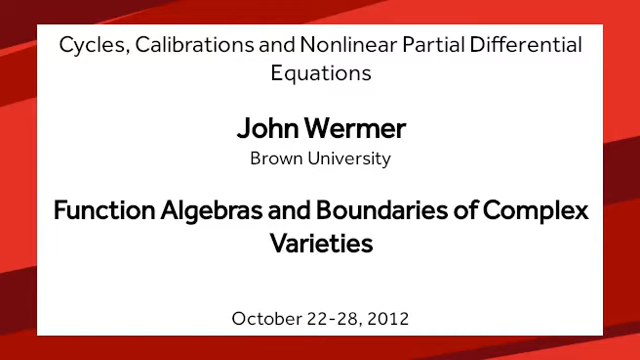 Cycles, Calibrations and Nonlinear Partial Differential
Equations
John Wermer
Brown University
Function Algebras and Boundaries of Complex
Varieties
October 22-28, 2012